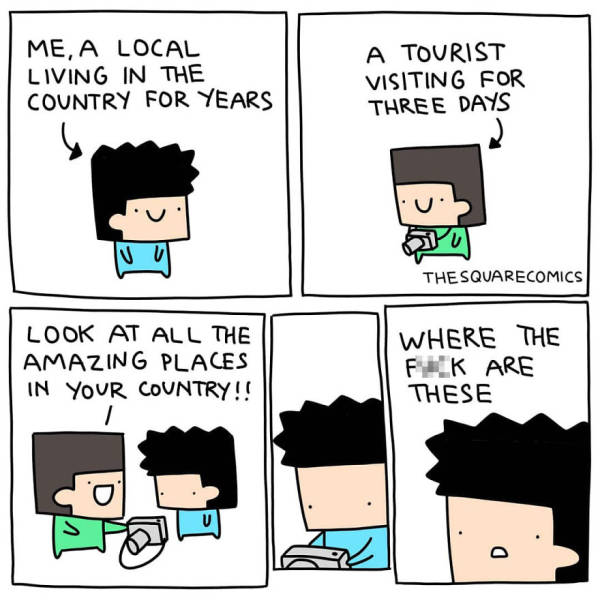 ME, A LOCAL
LIVING IN THE
COUNTRY FOR YEARS
A TOURIST
VISITING FOR
THREE DAYS
THESQUARECOMICS
LOOK AT ALL THE
AMAZING PLACES
IN YOUR COUNTRY!!
WHERE THE
ARE
THESE